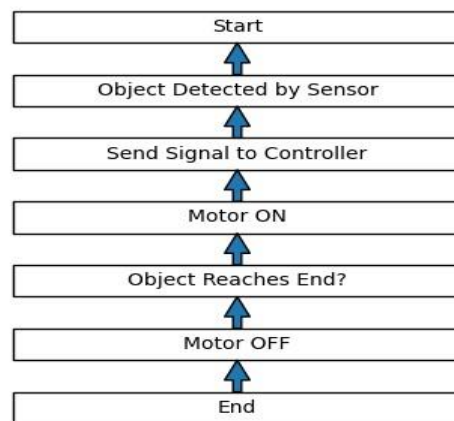 Start
Object Detected by Sensor
Send Signal to Controller
Motor ON
Object Reaches End?
Motor OFF
End